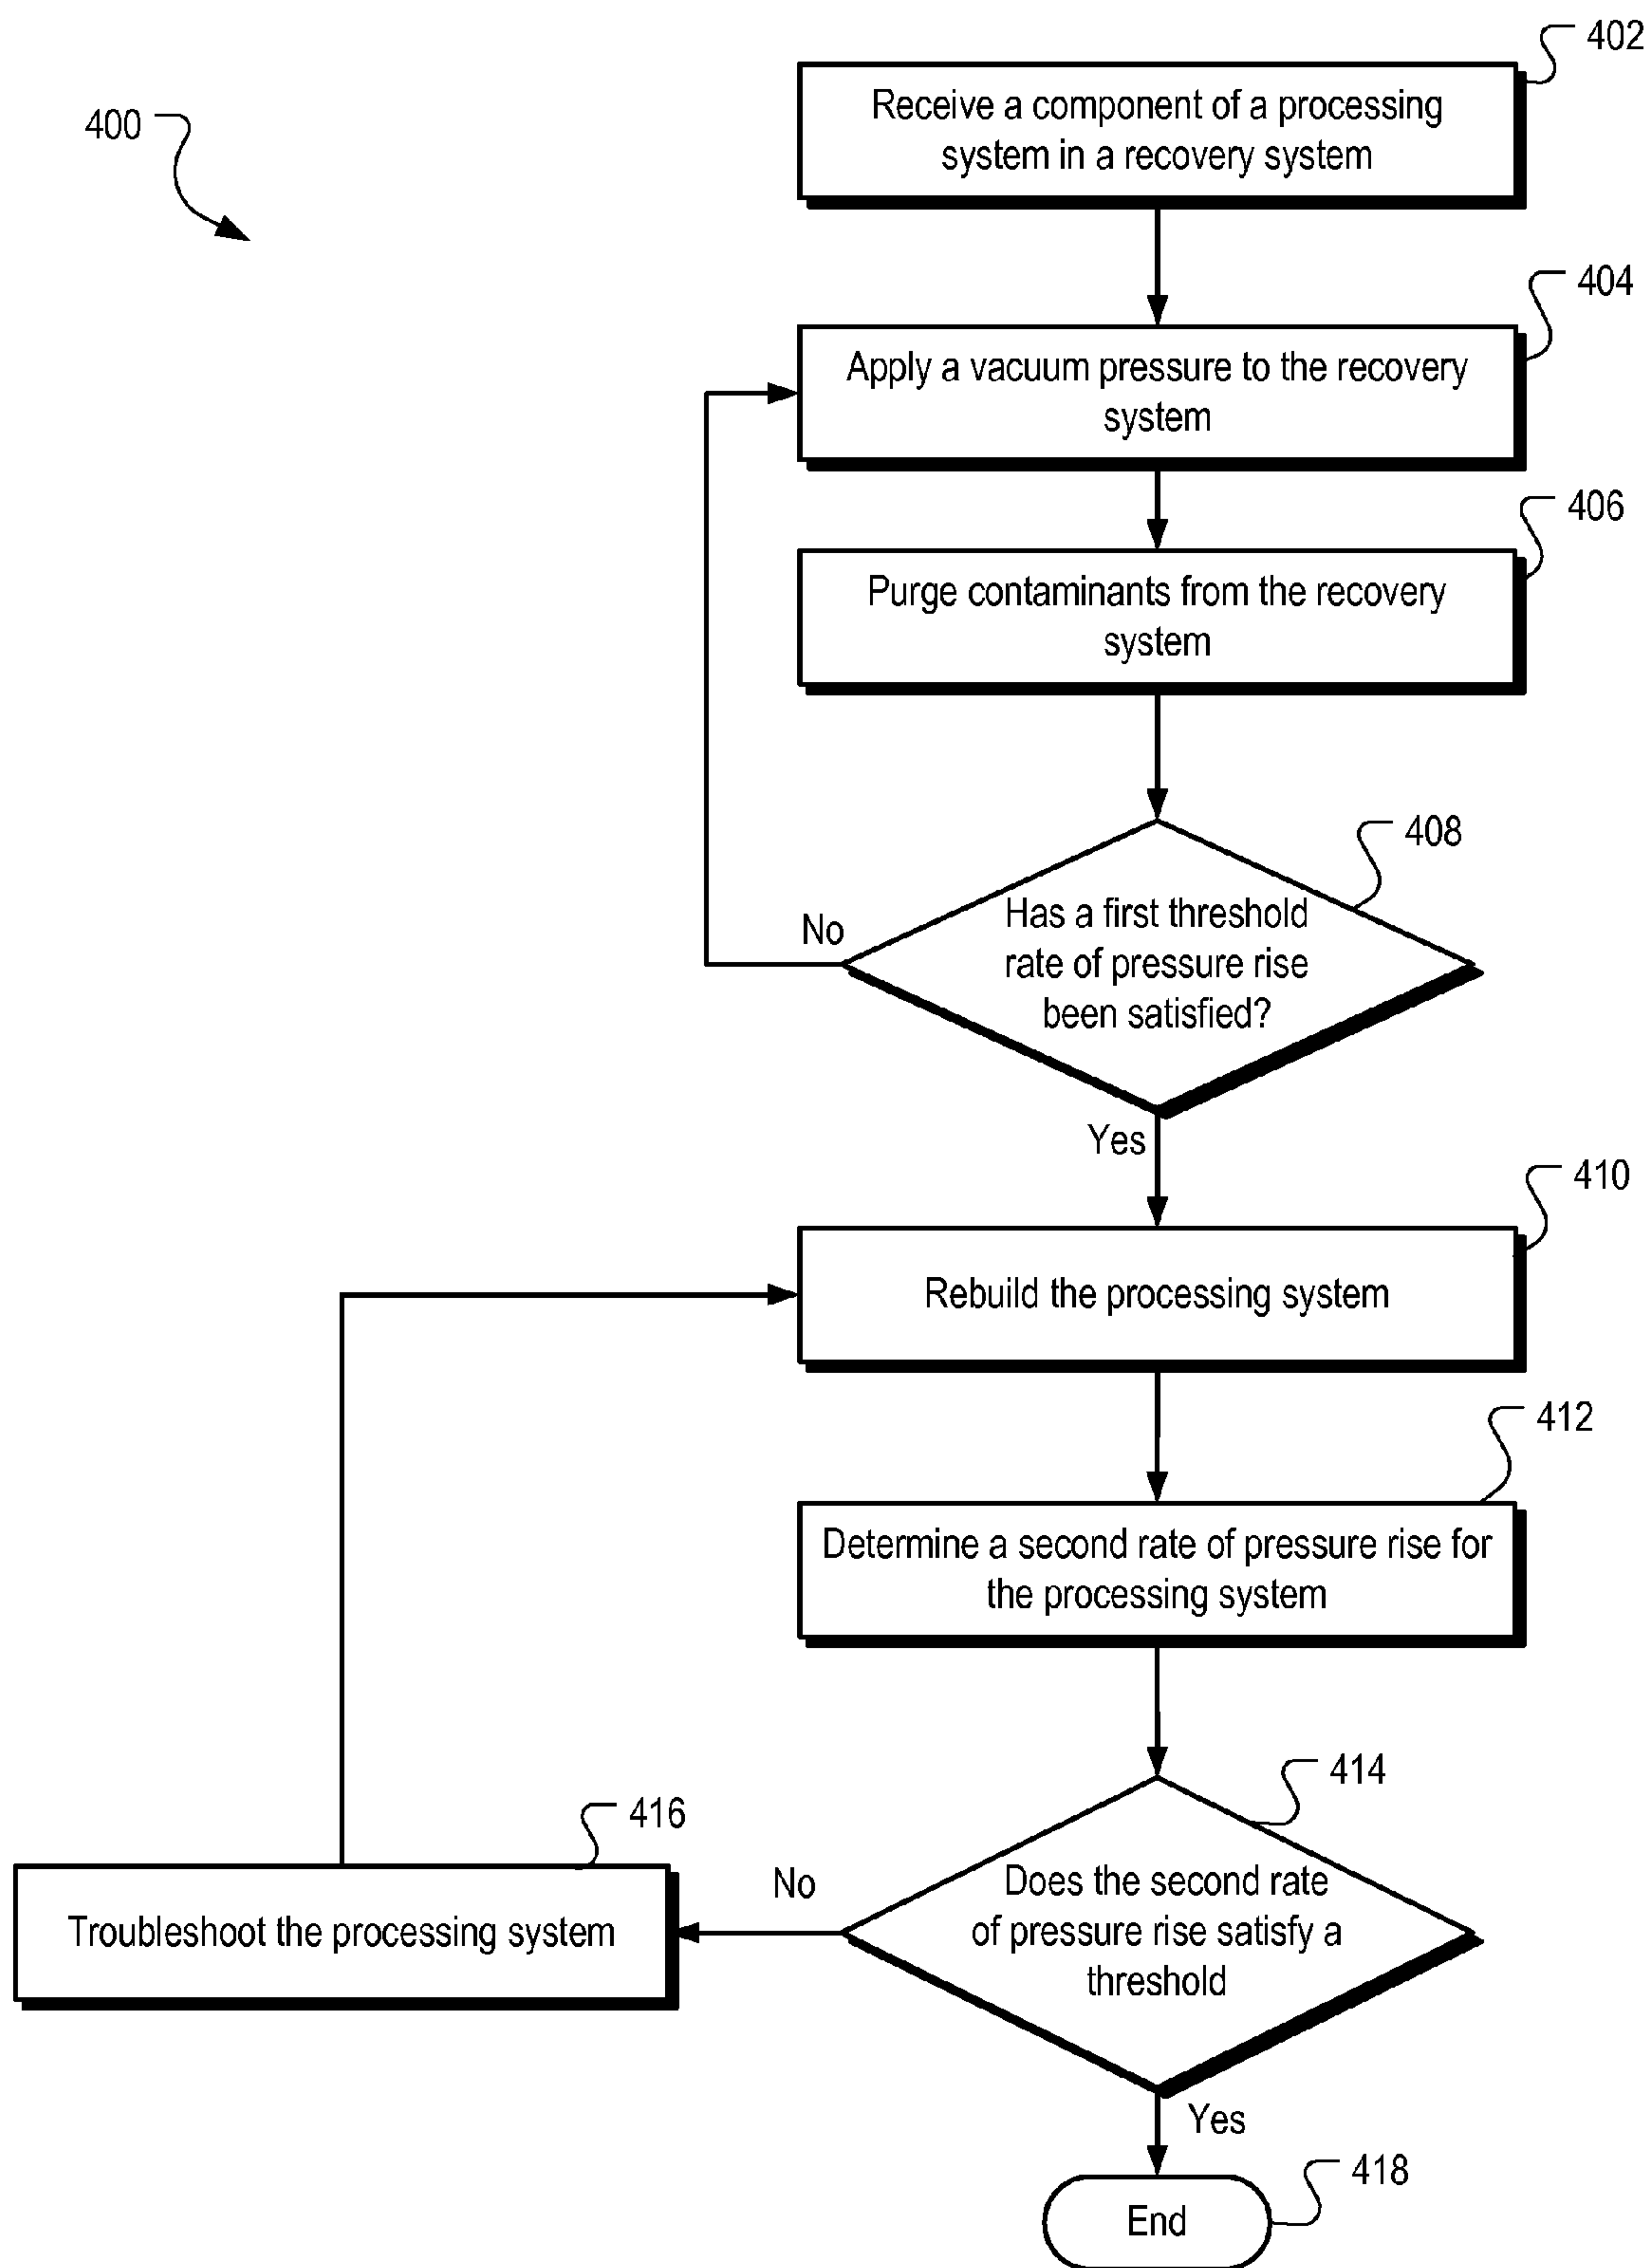 402
400
Receive a component of a processing
system in a recovery system
404
Apply a vacuum pressure to the recovery
system
406
Purge contaminants from the recovery
system
408
Has a first threshold
rate of pressure rise
been satisfied?
No
Yes
410
Rebuild the processing system
412
Determine a second rate of pressure rise for
the processing system
414
Does the second rate
of pressure rise satisfy a
threshold
No
416
Troubleshoot the processing system
Yes
418
End